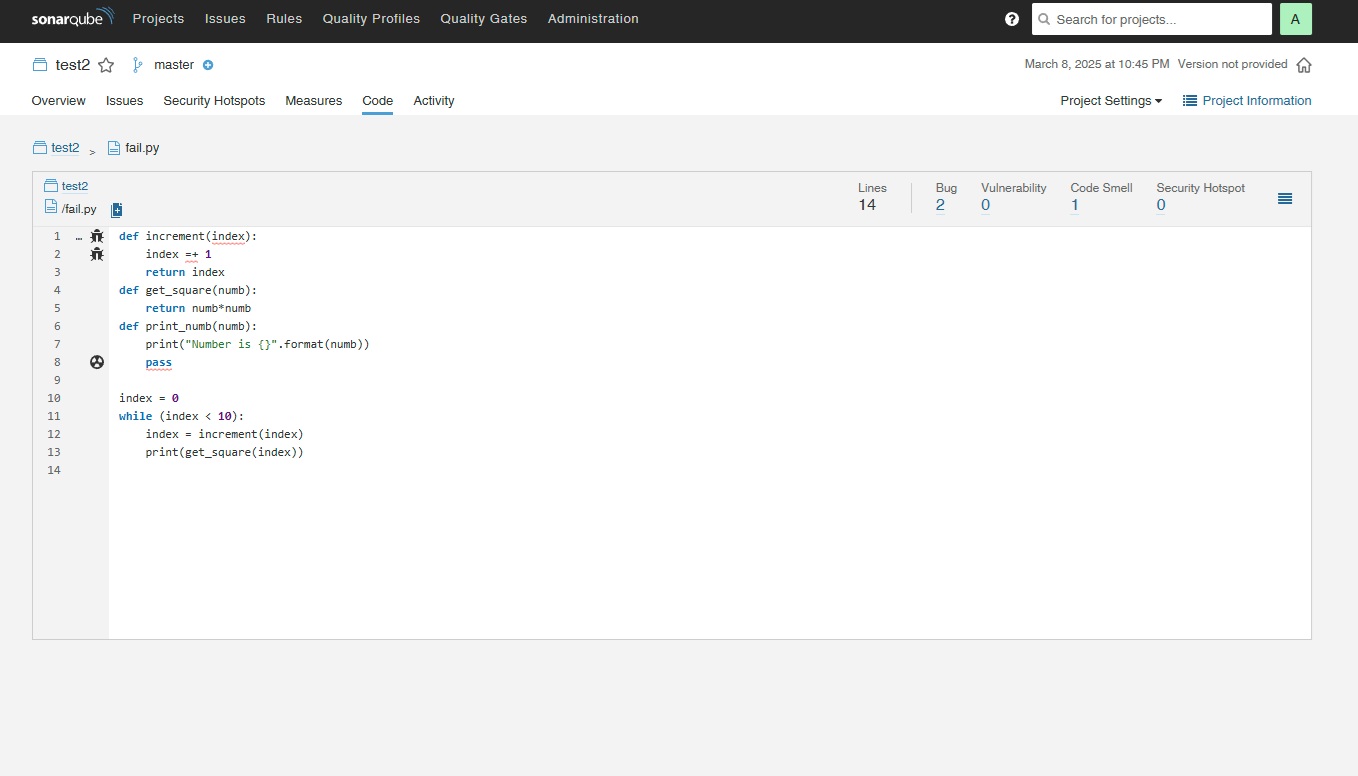 sonarqube Projects Issues Rules Quality Profiles Quality Gates Administration ? Search for projects... A
test2 master March 8, 2025 at 10:45 PM Version not provided
Overview Issues Security Hotspots Measures Code Activity Project Settings Project Information
test2 > fail.py
test2
/fail.py
Lines Bug Vulnerability Code Smell Security Hotspot
14 2 0 1 0
1 … def increment(index):
2 index =+ 1
3 return index
4 def get_square(numb):
5 return numb*numb
6 def print_numb(numb):
7 print("Number is {}".format(numb))
8 pass
9
10 index = 0
11 while (index < 10):
12 index = increment(index)
13 print(get_square(index))
14